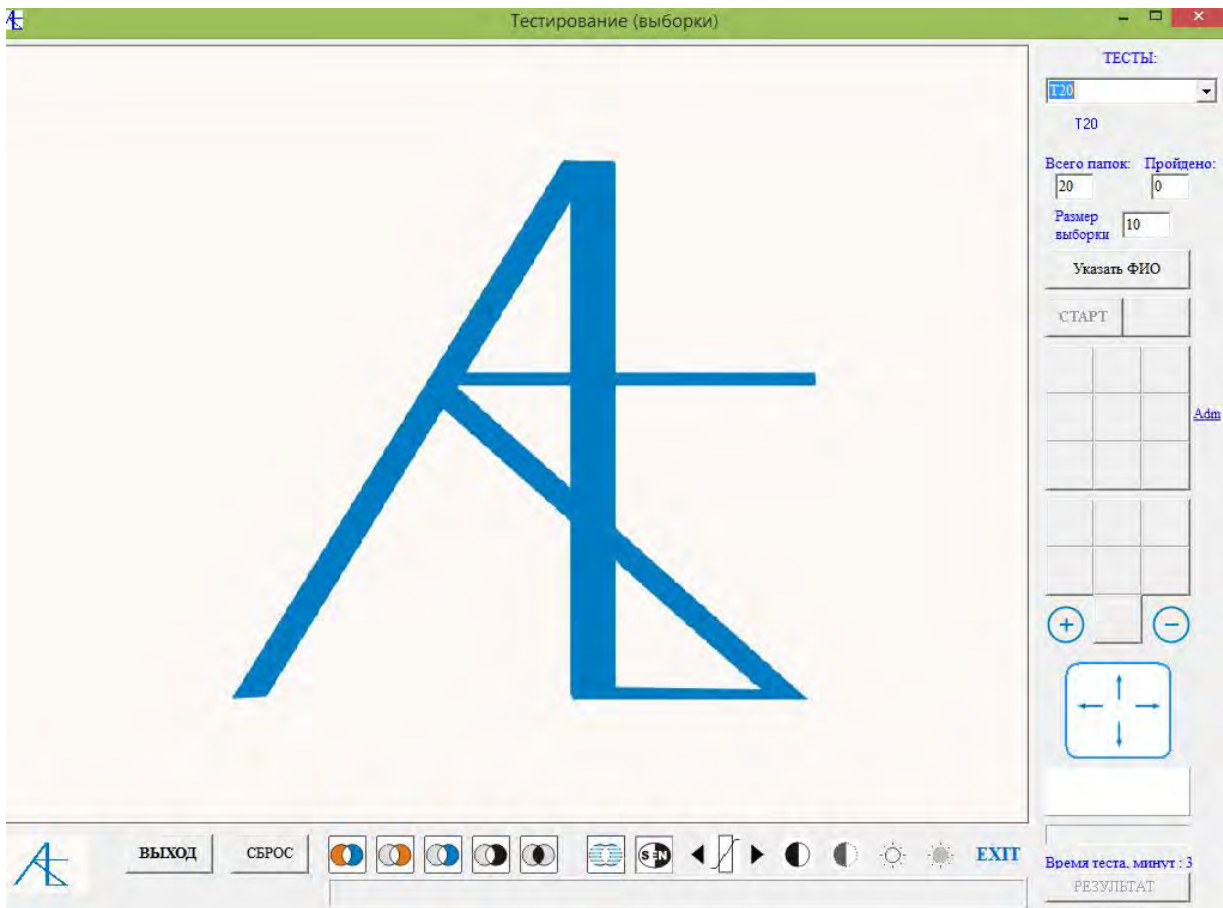 Тестирование (выборки)
ТЕСТЫ:
T20
T20
Всего папок: Пройдено:
20 0
Размер выборки 10
Указать ФИО
СТАРТ
Adm
ВЫХОД СБРОС SEN EXIT
Время теста, минут : 3
РЕЗУЛЬТАТ